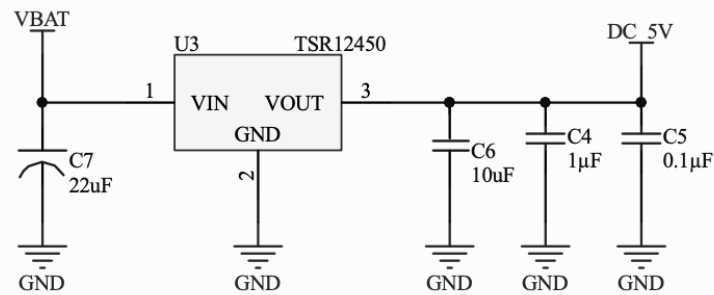 VBAT
DC_5V
U3
TSR12450
1
VIN
VOUT
3
GND
2
C7
22uF
C6
10uF
C4
1μF
C5
0.1μF
GND
GND
GND
GND
GND